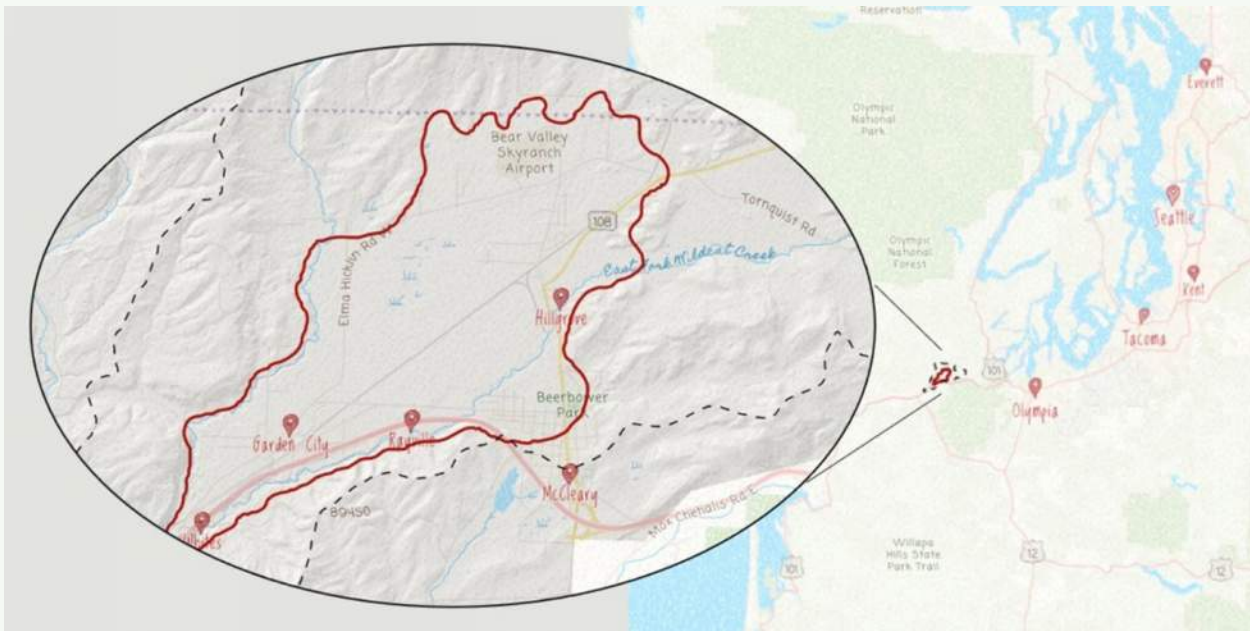 Reservation
Everett
Olympic
National
Park
Bear Valley
Skyranch
Airport
Seattle
Tornquist Rd
108
Elma Hicklin Rd W
Olympic
National
Forest
East Fork Wildcat Creek
Kent
Hillgrove
Tacoma
101
Olympia
Beerbower
Park
Garden City
Rayville
McCleary
89450
Mox Chehalis Rd E
Willapa
Hills State
Park Trail
12
101
12